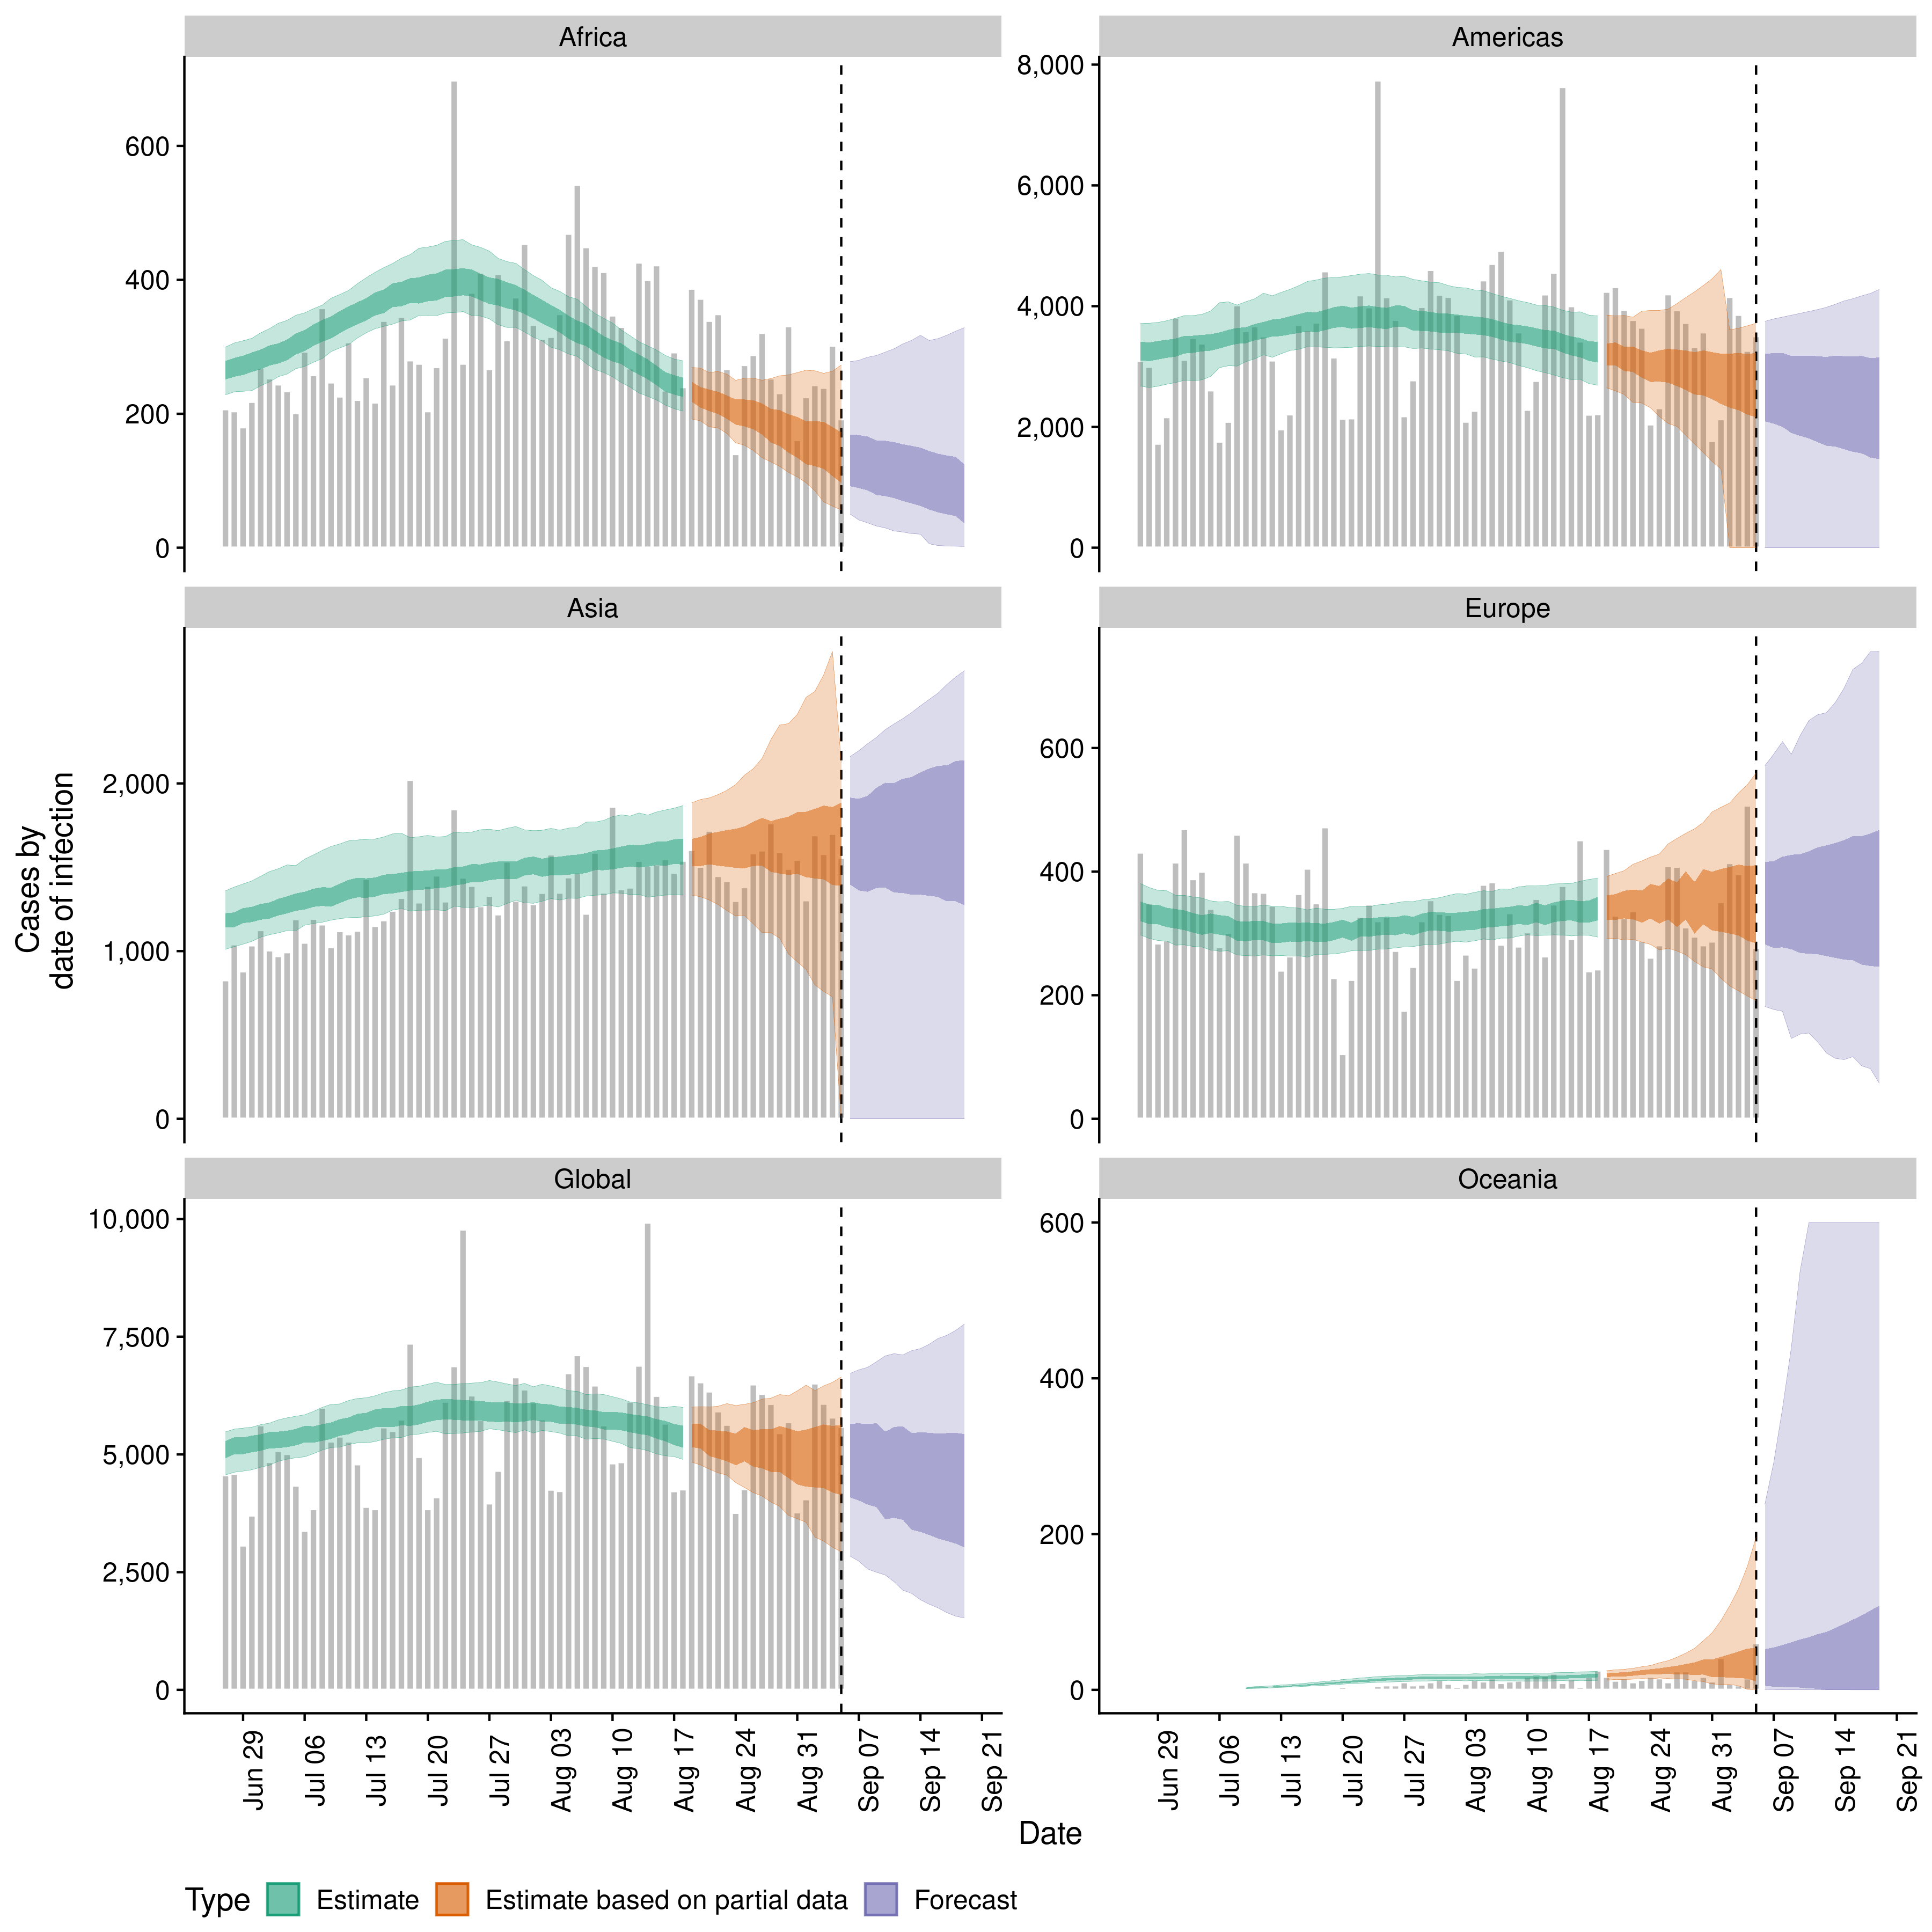 Africa
Americas
600
400
200
0
8,000
6,000
4,000
2,000
0
Asia
Europe
Cases by
date of infection
2,000
1,000
0
600
400
200
0
Global
Oceania
10,000
7,500
5,000
2,500
0
600
400
200
0
Jun 29
Jul 06
Jul 13
Jul 20
Jul 27
Aug 03
Aug 10
Aug 17
Aug 24
Aug 31
Sep 07
Sep 14
Sep 21
Jun 29
Jul 06
Jul 13
Jul 20
Jul 27
Aug 03
Aug 10
Aug 17
Aug 24
Aug 31
Sep 07
Sep 14
Sep 21
Date
Type Estimate Estimate based on partial data Forecast